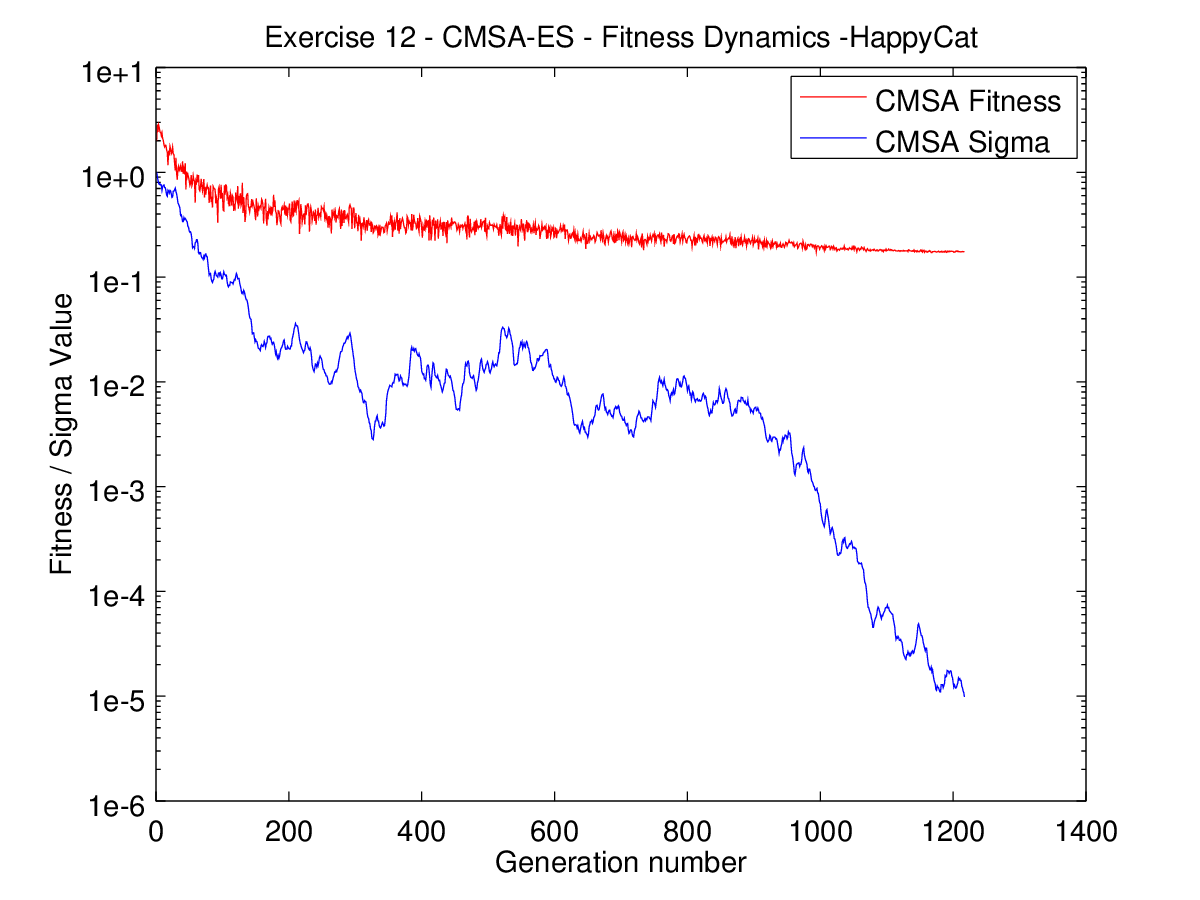 Exercise 12 - CMSA-ES - Fitness Dynamics -HappyCat
1e+1
1e+0
1e-1
1e-2
1e-3
1e-4
1e-5
1e-6
Fitness / Sigma Value
CMSA Fitness
CMSA Sigma
0 200 400 600 800 1000 1200 1400
Generation number